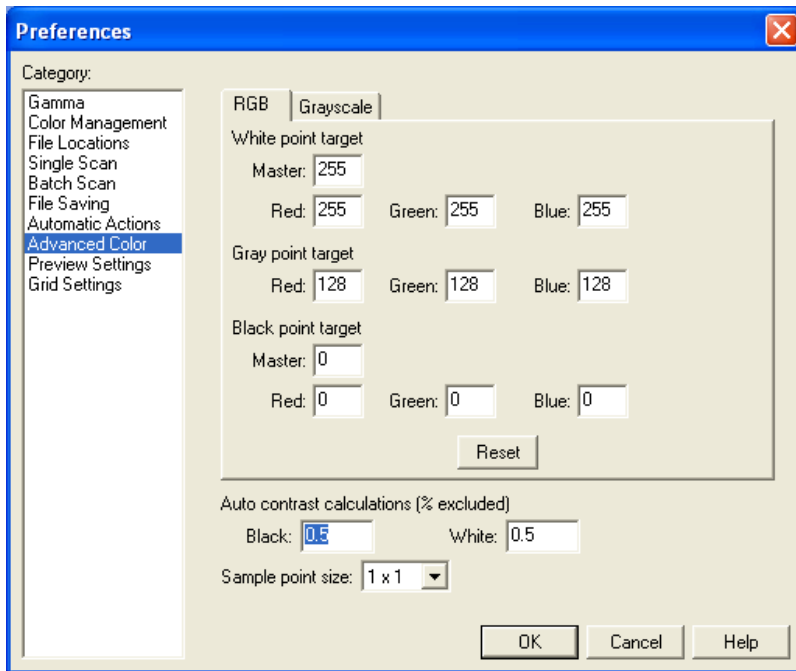 Preferences
Category:
Gamma
Color Management
File Locations
Single Scan
Batch Scan
File Saving
Automatic Actions
Advanced Color
Preview Settings
Grid Settings
RGB Grayscale
White point target
Master: 255
Red: 255 Green: 255 Blue: 255
Gray point target
Red: 128 Green: 128 Blue: 128
Black point target
Master: 0
Red: 0 Green: 0 Blue: 0
Reset
Auto contrast calculations (% excluded)
Black: 0.5 White: 0.5
Sample point size: 1 x 1
OK Cancel Help